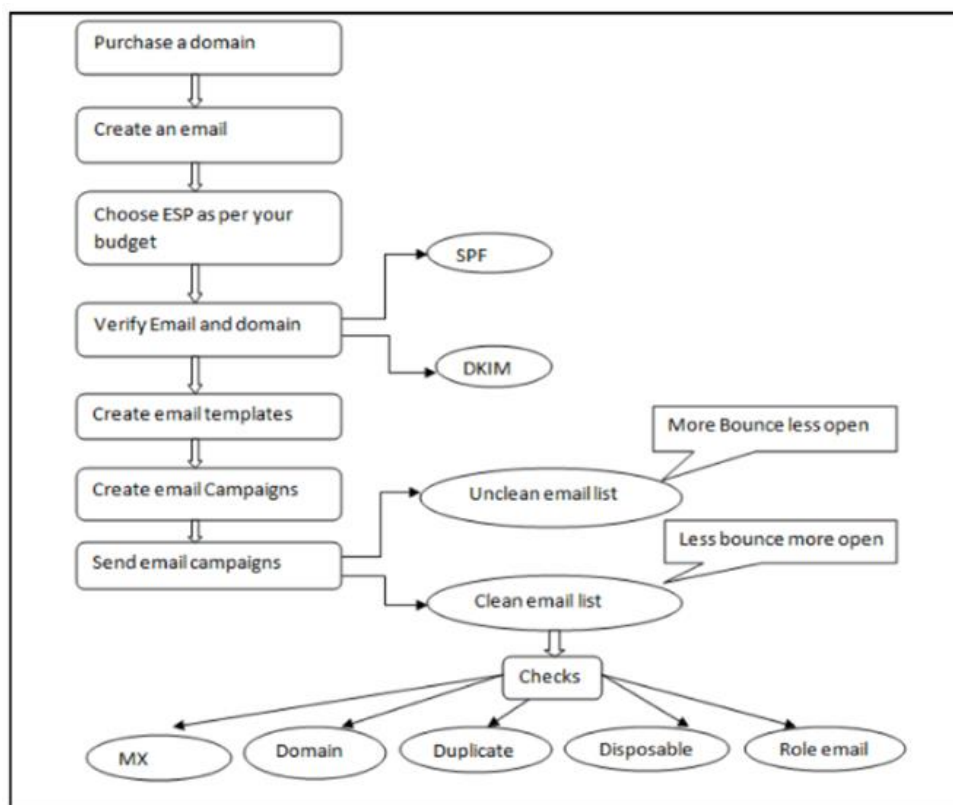 Purchase a domain
Create an email
Choose ESP as per your
budget
SPF
Verify Email and domain
DKIM
Create email templates
More Bounce less open
Create email Campaigns
Unclean email list
Less bounce more open
Send email campaigns
Clean email list
Checks
MX
Domain
Duplicate
Disposable
Role email